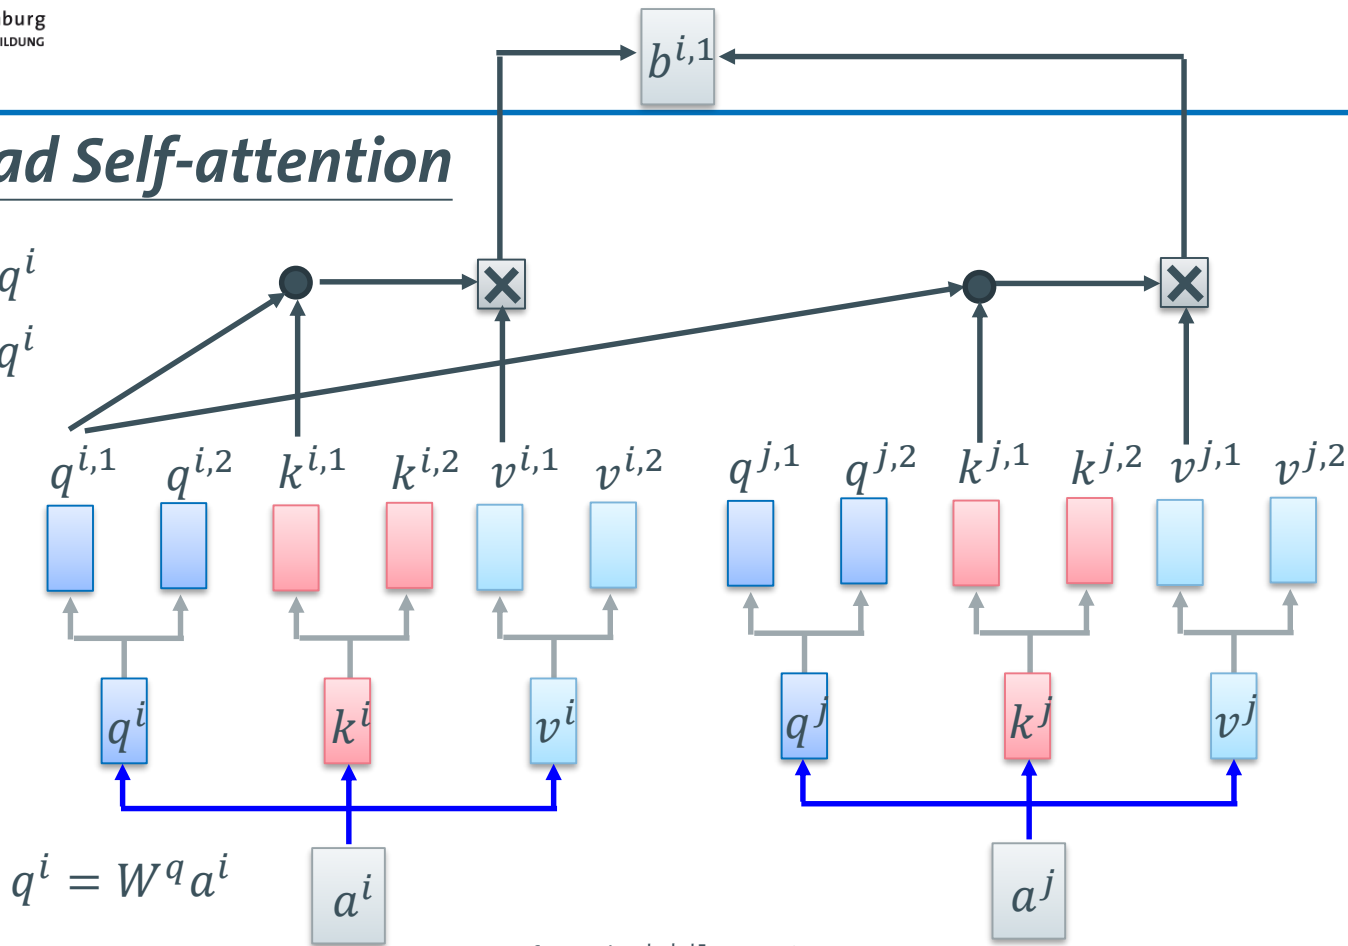 burg
ILDUNG
b^{i,1}
ad Self-attention
q^i
q^i
q^{i,1} q^{i,2} k^{i,1} k^{i,2} v^{i,1} v^{i,2} q^{j,1} q^{j,2} k^{j,1} k^{j,2} v^{j,1} v^{j,2}
q^i k^i v^i q^j k^j v^j
q^i = W^q a^i
a^i a^j